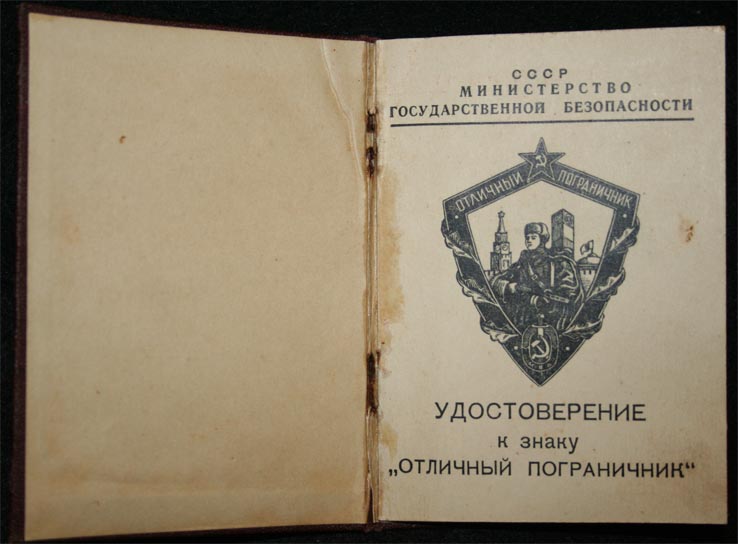 СССР
МИНИСТЕРСТВО
ГОСУДАРСТВЕННОЙ БЕЗОПАСНОСТИ
ОТЛИЧНЫЙ ПОГРАНИЧНИК
УДОСТОВЕРЕНИЕ
к знаку
„ОТЛИЧНЫЙ ПОГРАНИЧНИК“